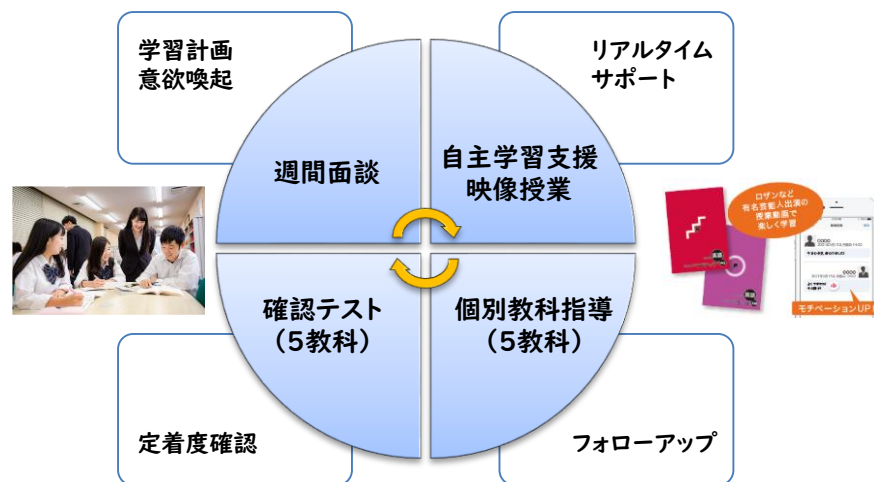 学習計画
意欲喚起
リアルタイム
サポート
週間面談
自主学習支援
映像授業
ロザンなど
有名芸能人出演の
授業動画で
楽しく学習
モチベーションUP!
確認テスト
(5教科)
個別教科指導
(5教科)
定着度確認
フォローアップ